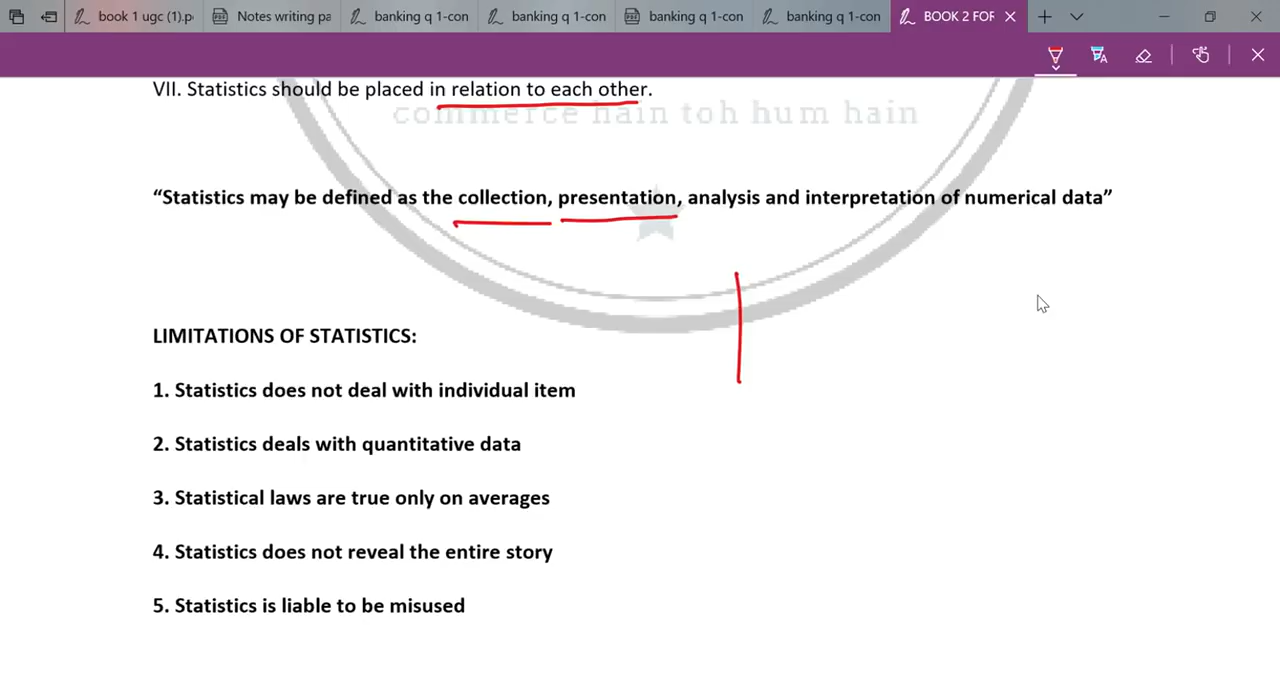 book 1 ugc (1).p
Notes writing pa
banking q 1-con
banking q 1-con
banking q 1-con
banking q 1-con
BOOK 2 FOR
VII. Statistics should be placed in relation to each other.
commerce hain toh hum hain
“Statistics may be defined as the collection, presentation, analysis and interpretation of numerical data”
LIMITATIONS OF STATISTICS:
1. Statistics does not deal with individual item
2. Statistics deals with quantitative data
3. Statistical laws are true only on averages
4. Statistics does not reveal the entire story
5. Statistics is liable to be misused